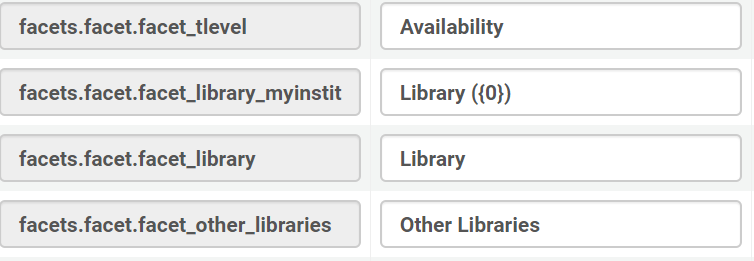 facets.facet.facet_tlevel Availability
facets.facet.facet_library_myinstit Library ({0})
facets.facet.facet_library Library
facets.facet.facet_other_libraries Other Libraries